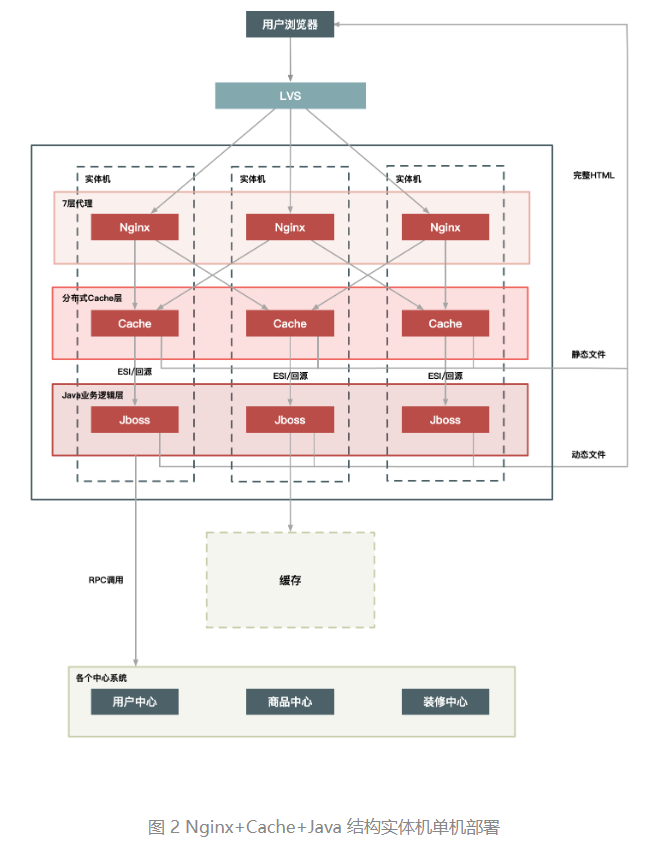 用户浏览器
LVS
完整HTML
实体机
实体机
实体机
7层代理
Nginx
Nginx
Nginx
分布式Cache层
Cache
Cache
Cache
静态文件
ESI/回源
ESI/回源
ESI/回源
Java业务逻辑层
Jboss
Jboss
Jboss
动态文件
RPC调用
缓存
各个中心系统
用户中心
商品中心
装修中心
图 2 Nginx+Cache+Java 结构实体机单机部署